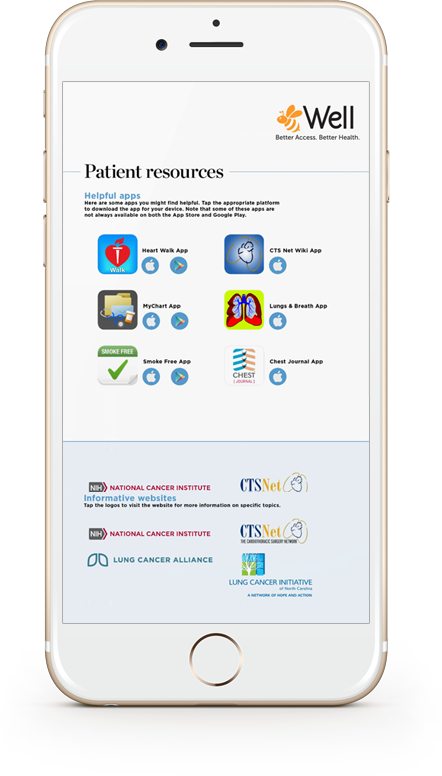 Well
Better Access. Better Health.
Patient resources
Helpful apps
Here are some apps you might find helpful. Tap the appropriate platform
to download the app for your device. Note that some of these apps are
not always available on both the App Store and Google Play.
Walk
Heart Walk App
CTS Net Wiki App
MyChart App
Lungs & Breath App
SMOKE FREE
Smoke Free App
CHEST
[ JOURNAL ]
Chest Journal App
NIH NATIONAL CANCER INSTITUTE
CTSNet
Informative websites
Tap the logos to visit the website for more information on specific topics.
NIH NATIONAL CANCER INSTITUTE
CTSNet
THE CARDIOTHORACIC SURGERY NETWORK
LUNG CANCER ALLIANCE
LUNG CANCER INITIATIVE
of North Carolina
A NETWORK OF HOPE AND ACTION